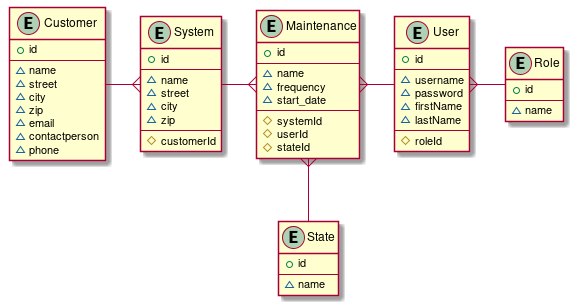 E Customer
id
name
street
city
zip
email
contactperson
phone
E System
id
name
street
city
zip
customerId
E Maintenance
id
name
frequency
start_date
systemId
userId
stateId
E User
id
username
password
firstName
lastName
roleId
E Role
id
name
E State
id
name